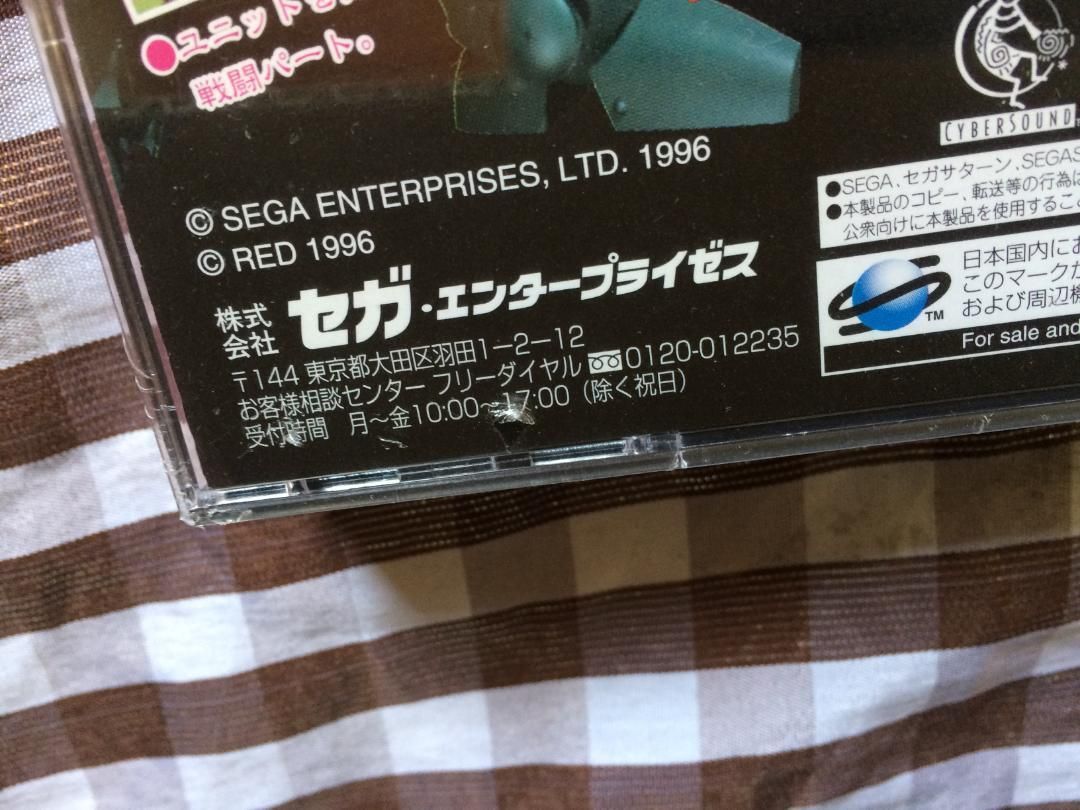 ●ユニットを
戦闘パート。
CYBERSOUND
© SEGA ENTERPRISES, LTD. 1996
© RED 1996
株式会社 セガ・エンタープライゼス
〒144 東京都大田区羽田1-2-12
お客様相談センター フリーダイヤル 0120-012235
受付時間 月～金10:00～17:00 (除く祝日)
●SEGA、セガサターン、SEGAS
●本製品のコピー、転送等の行為は
公衆向けに本製品を使用するこ
日本国内にお
このマークが
および周辺機
TM
For sale and